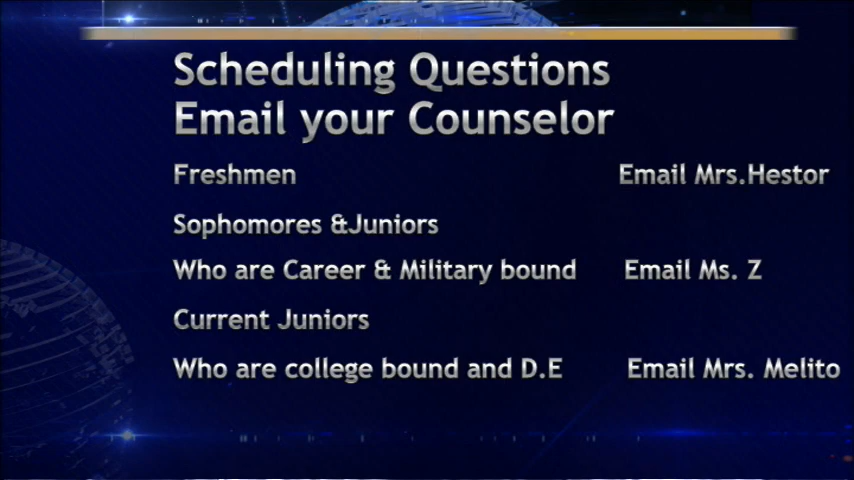 Scheduling Questions
Email your Counselor
Freshmen Email Mrs.Hestor
Sophomores &Juniors
Who are Career & Military bound Email Ms. Z
Current Juniors
Who are college bound and D.E Email Mrs. Melito